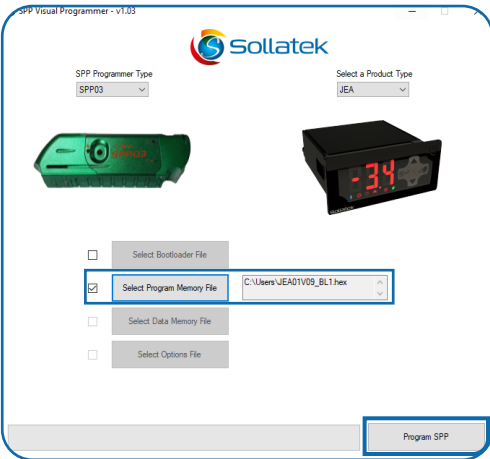 SPP Visual Programmer - v1.03
Sollatek
SPP Programmer Type
Select a Product Type
SPP03
JEA
SPP03
-3.4
Select Bootloader File
Select Program Memory File
C:\Users\JEA01V09_BL1.hex
Select Data Memory File
Select Options File
Program SPP